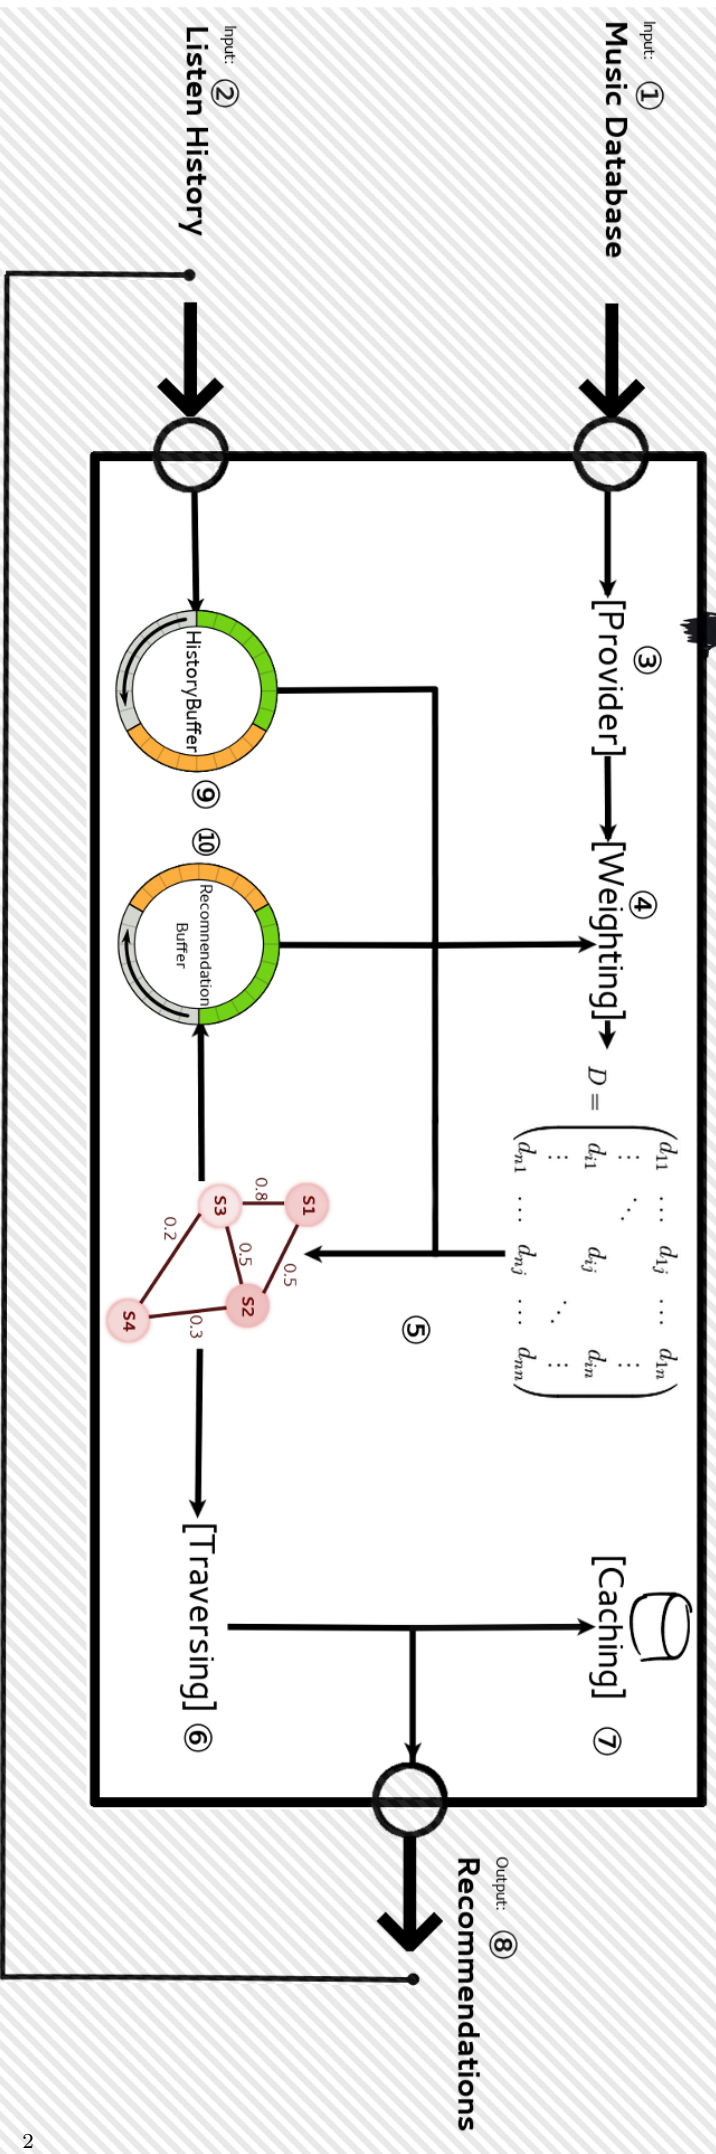 Input: ①
Music Database
Input: ②
Listen History
[Provider] ③
[Weighting] ④
D =
d11 ... d1j ... d1n
⋮ ⋱ ⋮
di1 dij din
⋮ ⋱ ⋮
dn1 ... dnj ... dnn
[Caching] ⑦
HistoryBuffer ⑨
⑩ Recomnendation
Buffer
⑤
S1
0.8
0.5
S3
0.5
S2
0.2
0.3
S4
[Traversing] ⑥
Output: ⑧
Recommendations
2